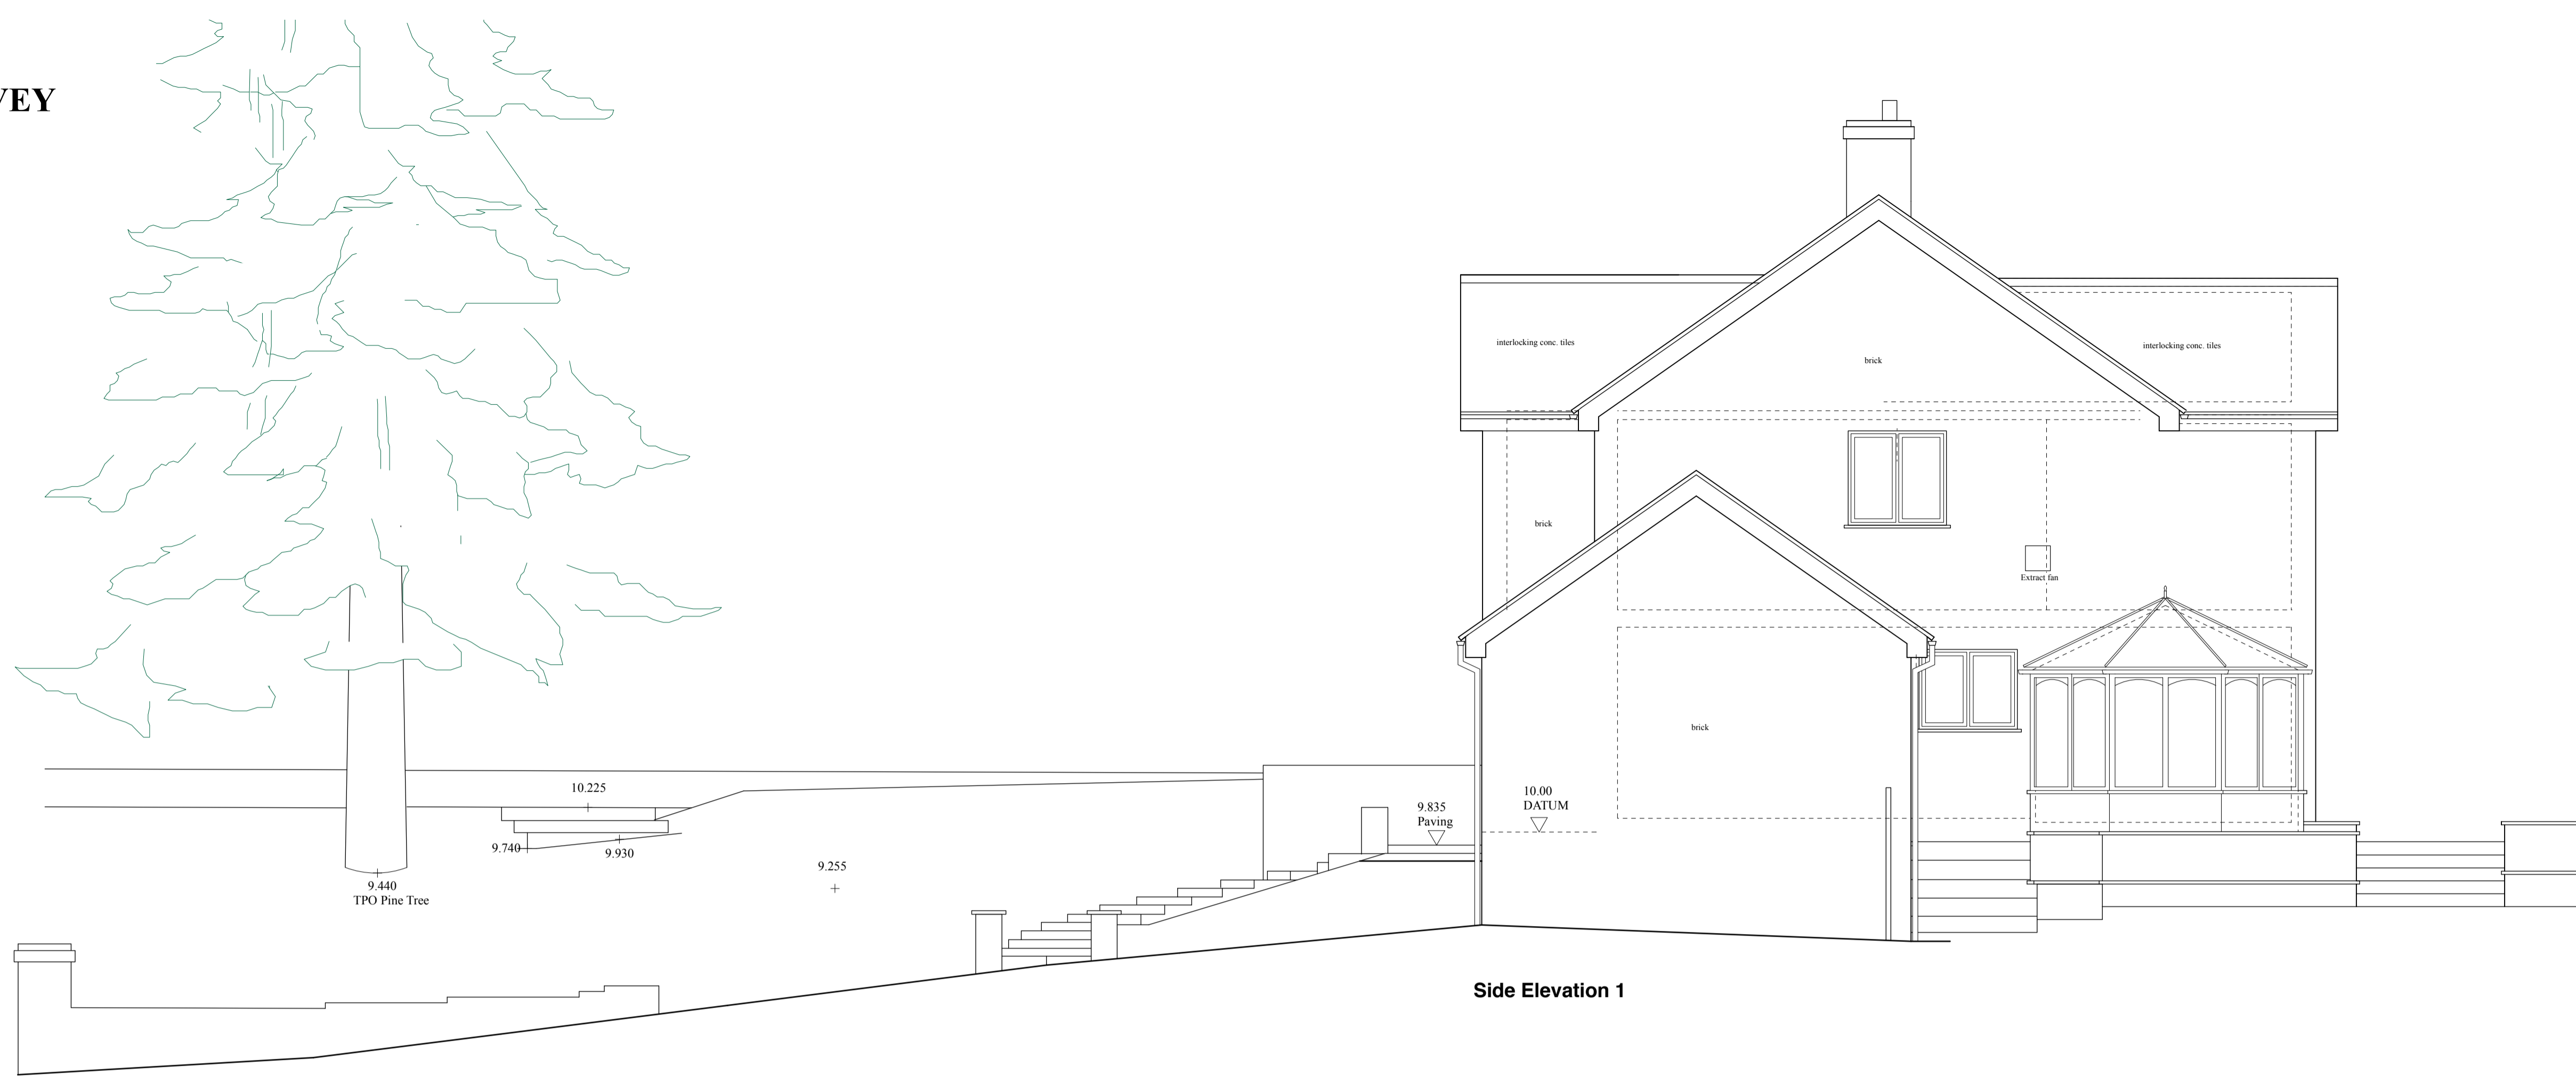 VEY
interlocking conc. tiles
interlocking conc. tiles
brick
brick
Extract fan
brick
10.225
10.00
DATUM
9.835
Paving
9.740
9.930
9.255
9.440
TPO Pine Tree
Side Elevation 1